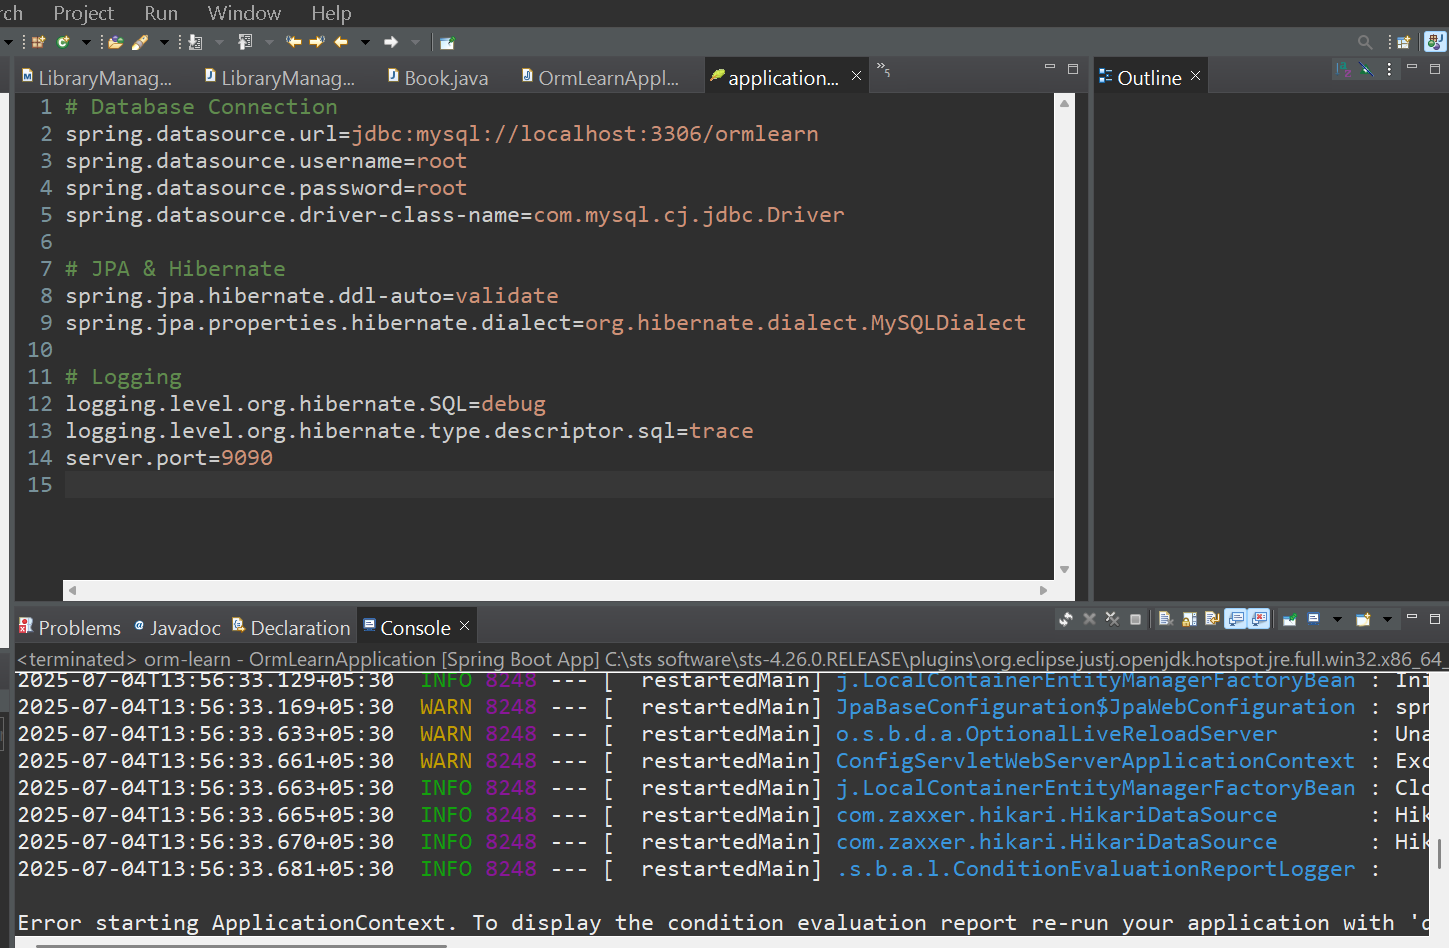 rch Project Run Window Help
LibraryManag... LibraryManag... Book.java OrmLearnAppl... application... »5 Outline
1 # Database Connection
2 spring.datasource.url=jdbc:mysql://localhost:3306/ormlearn
3 spring.datasource.username=root
4 spring.datasource.password=root
5 spring.datasource.driver-class-name=com.mysql.cj.jdbc.Driver
6
7 # JPA & Hibernate
8 spring.jpa.hibernate.ddl-auto=validate
9 spring.jpa.properties.hibernate.dialect=org.hibernate.dialect.MySQLDialect
10
11 # Logging
12 logging.level.org.hibernate.SQL=debug
13 logging.level.org.hibernate.type.descriptor.sql=trace
14 server.port=9090
15
Problems Javadoc Declaration Console
<terminated> orm-learn - OrmLearnApplication [Spring Boot App] C:\sts software\sts-4.26.0.RELEASE\plugins\org.eclipse.justj.openjdk.hotspot.jre.full.win32.x86_64_
2025-07-04T13:56:33.129+05:30 INFO 8248 --- [ restartedMain] j.LocalContainerEntityManagerFactoryBean : Ini
2025-07-04T13:56:33.169+05:30 WARN 8248 --- [ restartedMain] JpaBaseConfiguration$JpaWebConfiguration : spr
2025-07-04T13:56:33.633+05:30 WARN 8248 --- [ restartedMain] o.s.b.d.a.OptionalLiveReloadServer : Una
2025-07-04T13:56:33.661+05:30 WARN 8248 --- [ restartedMain] ConfigServletWebServerApplicationContext : Exc
2025-07-04T13:56:33.663+05:30 INFO 8248 --- [ restartedMain] j.LocalContainerEntityManagerFactoryBean : Clo
2025-07-04T13:56:33.665+05:30 INFO 8248 --- [ restartedMain] com.zaxxer.hikari.HikariDataSource : Hik
2025-07-04T13:56:33.670+05:30 INFO 8248 --- [ restartedMain] com.zaxxer.hikari.HikariDataSource : Hik
2025-07-04T13:56:33.681+05:30 INFO 8248 --- [ restartedMain] .s.b.a.l.ConditionEvaluationReportLogger :
Error starting ApplicationContext. To display the condition evaluation report re-run your application with 'd